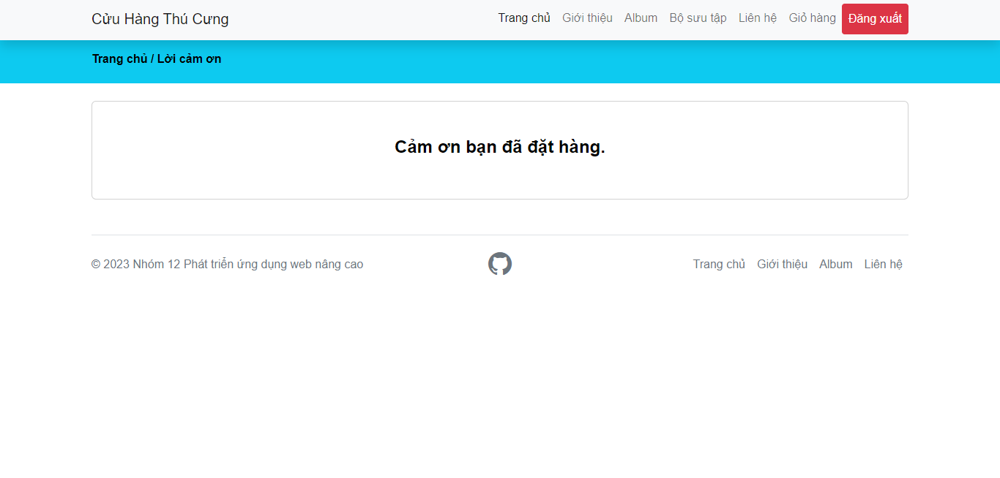 Cửu Hàng Thú Cưng
Trang chủ Giới thiệu Album Bộ sưu tập Liên hệ Giỏ hàng Đăng xuất
Trang chủ / Lời cảm ơn
Cảm ơn bạn đã đặt hàng.
© 2023 Nhóm 12 Phát triển ứng dụng web nâng cao
Trang chủ Giới thiệu Album Liên hệ